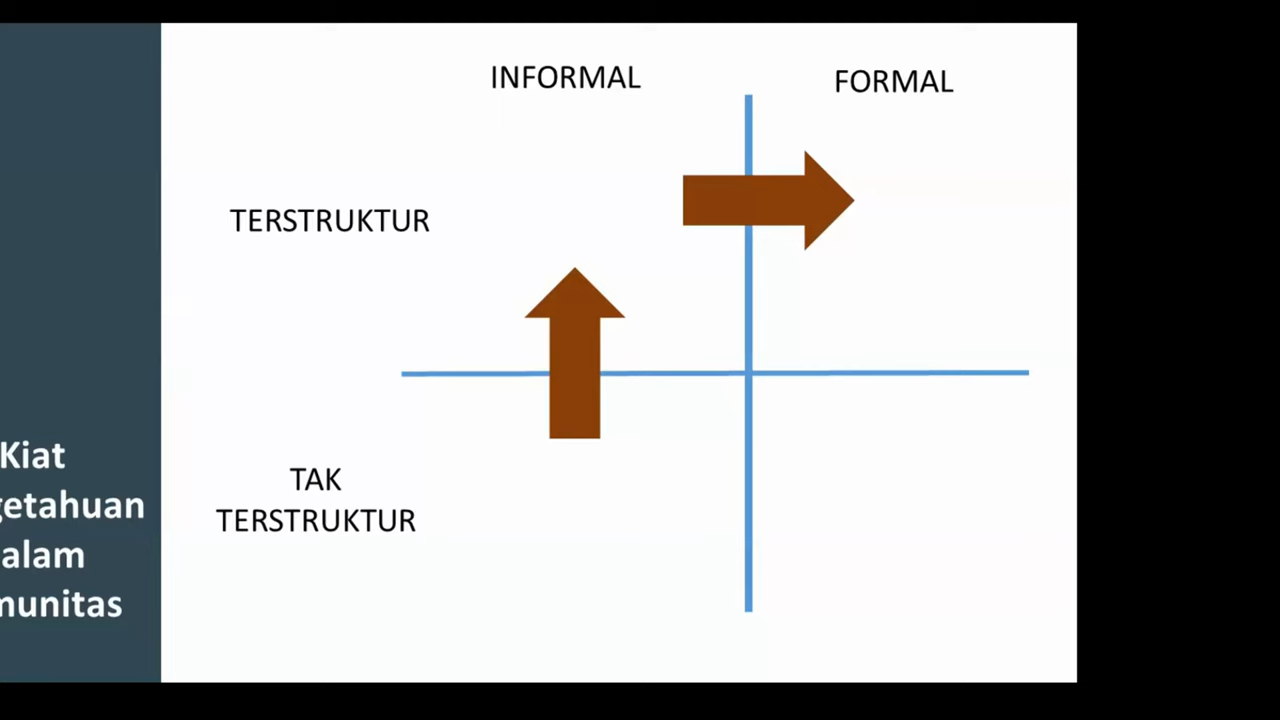 INFORMAL
FORMAL
TERSTRUKTUR
TAK
TERSTRUKTUR
Kiat
getahuan
alam
munitas